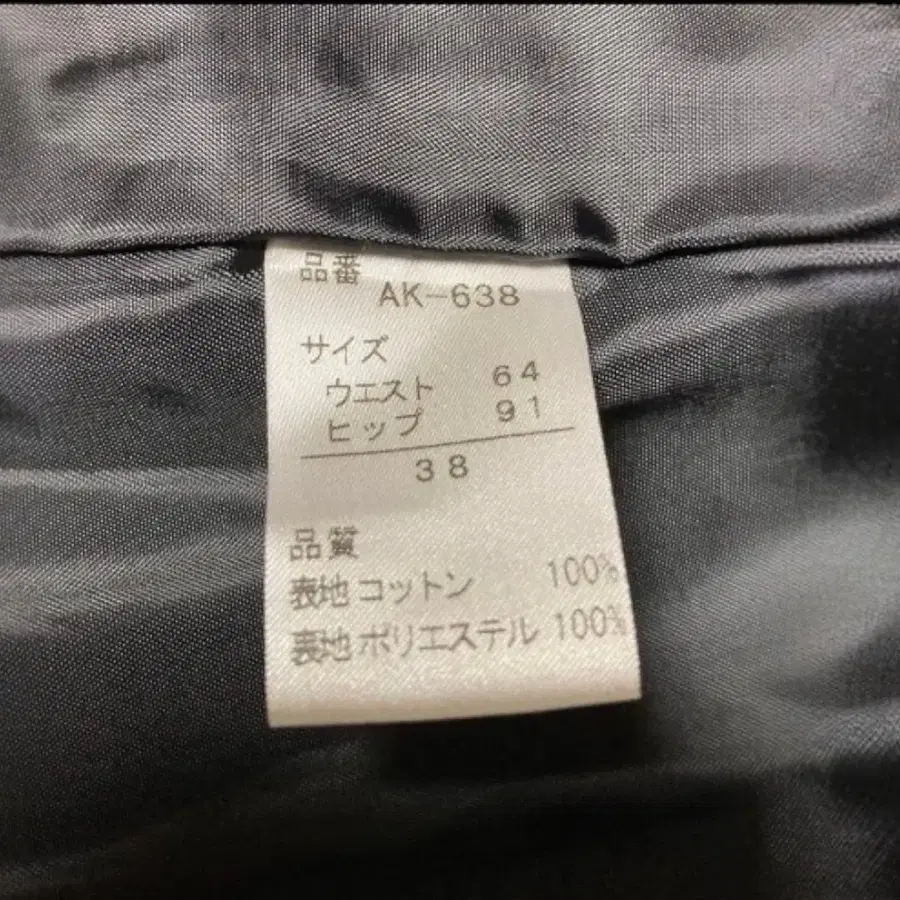 品番
AK-638
サイズ
ウエスト 64
ヒップ 91
38
品質
表地 コットン 100%
表地 ポリエステル 100%